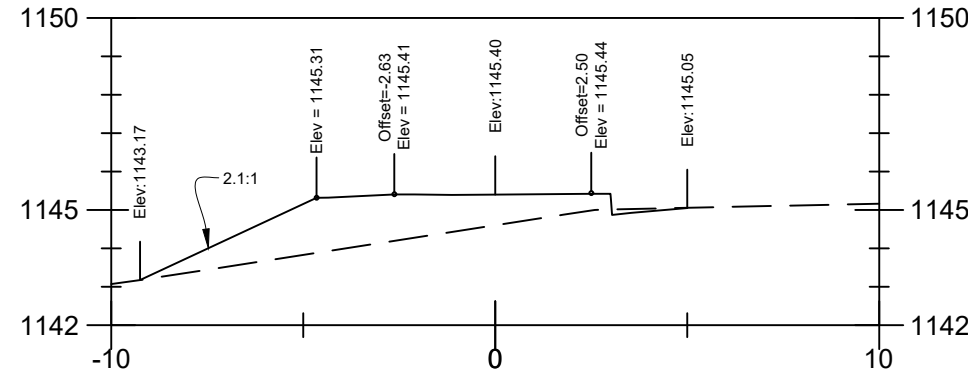 1150
1150
Elev:1143.17
2.1:1
Elev = 1145.31
Offset=-2.63
Elev = 1145.41
Elev:1145.40
Offset=2.50
Elev = 1145.44
Elev:1145.05
1145
1145
1142
1142
-10
0
10